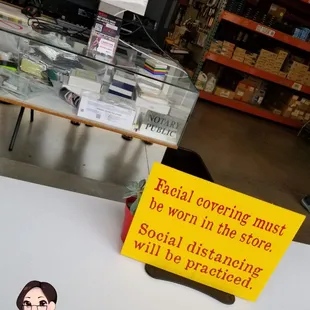 NOTARY
PUBLIC
Facial covering must
be worn in the store.
Social distancing
will be practiced.